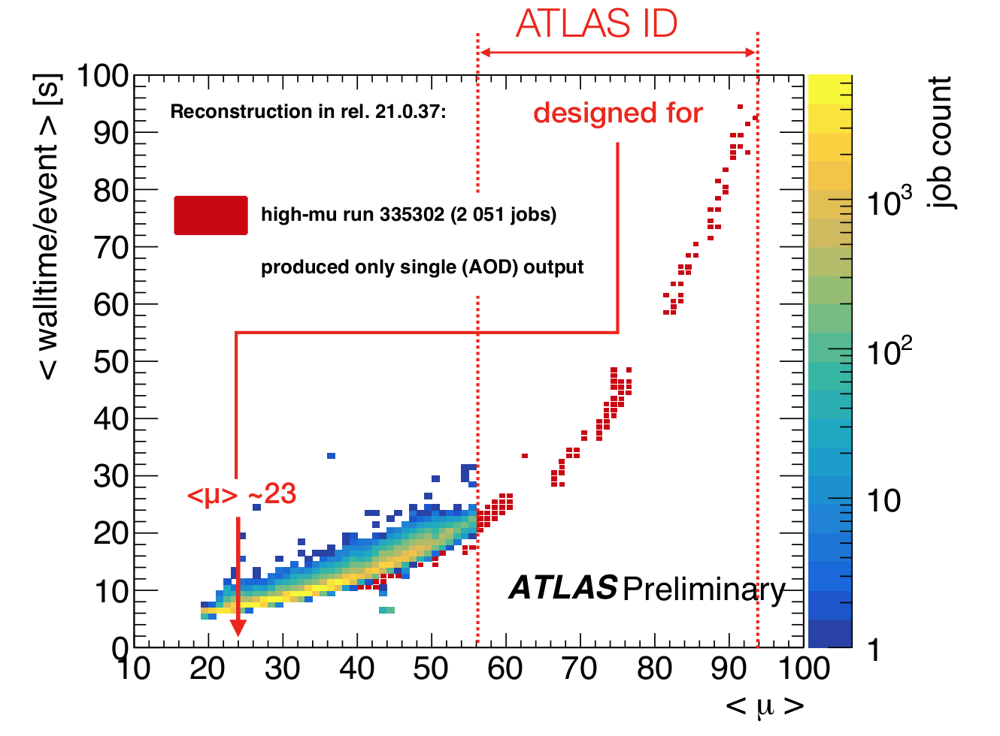 ATLAS ID
100
90
80
70
60
50
40
30
20
10
0
< walltime/event > [s]
Reconstruction in rel. 21.0.37:
designed for
high-mu run 335302 (2 051 jobs)
produced only single (AOD) output
<μ> ~23
ATLAS Preliminary
10 20 30 40 50 60 70 80 90 100
< μ >
job count
10³
10²
10
1